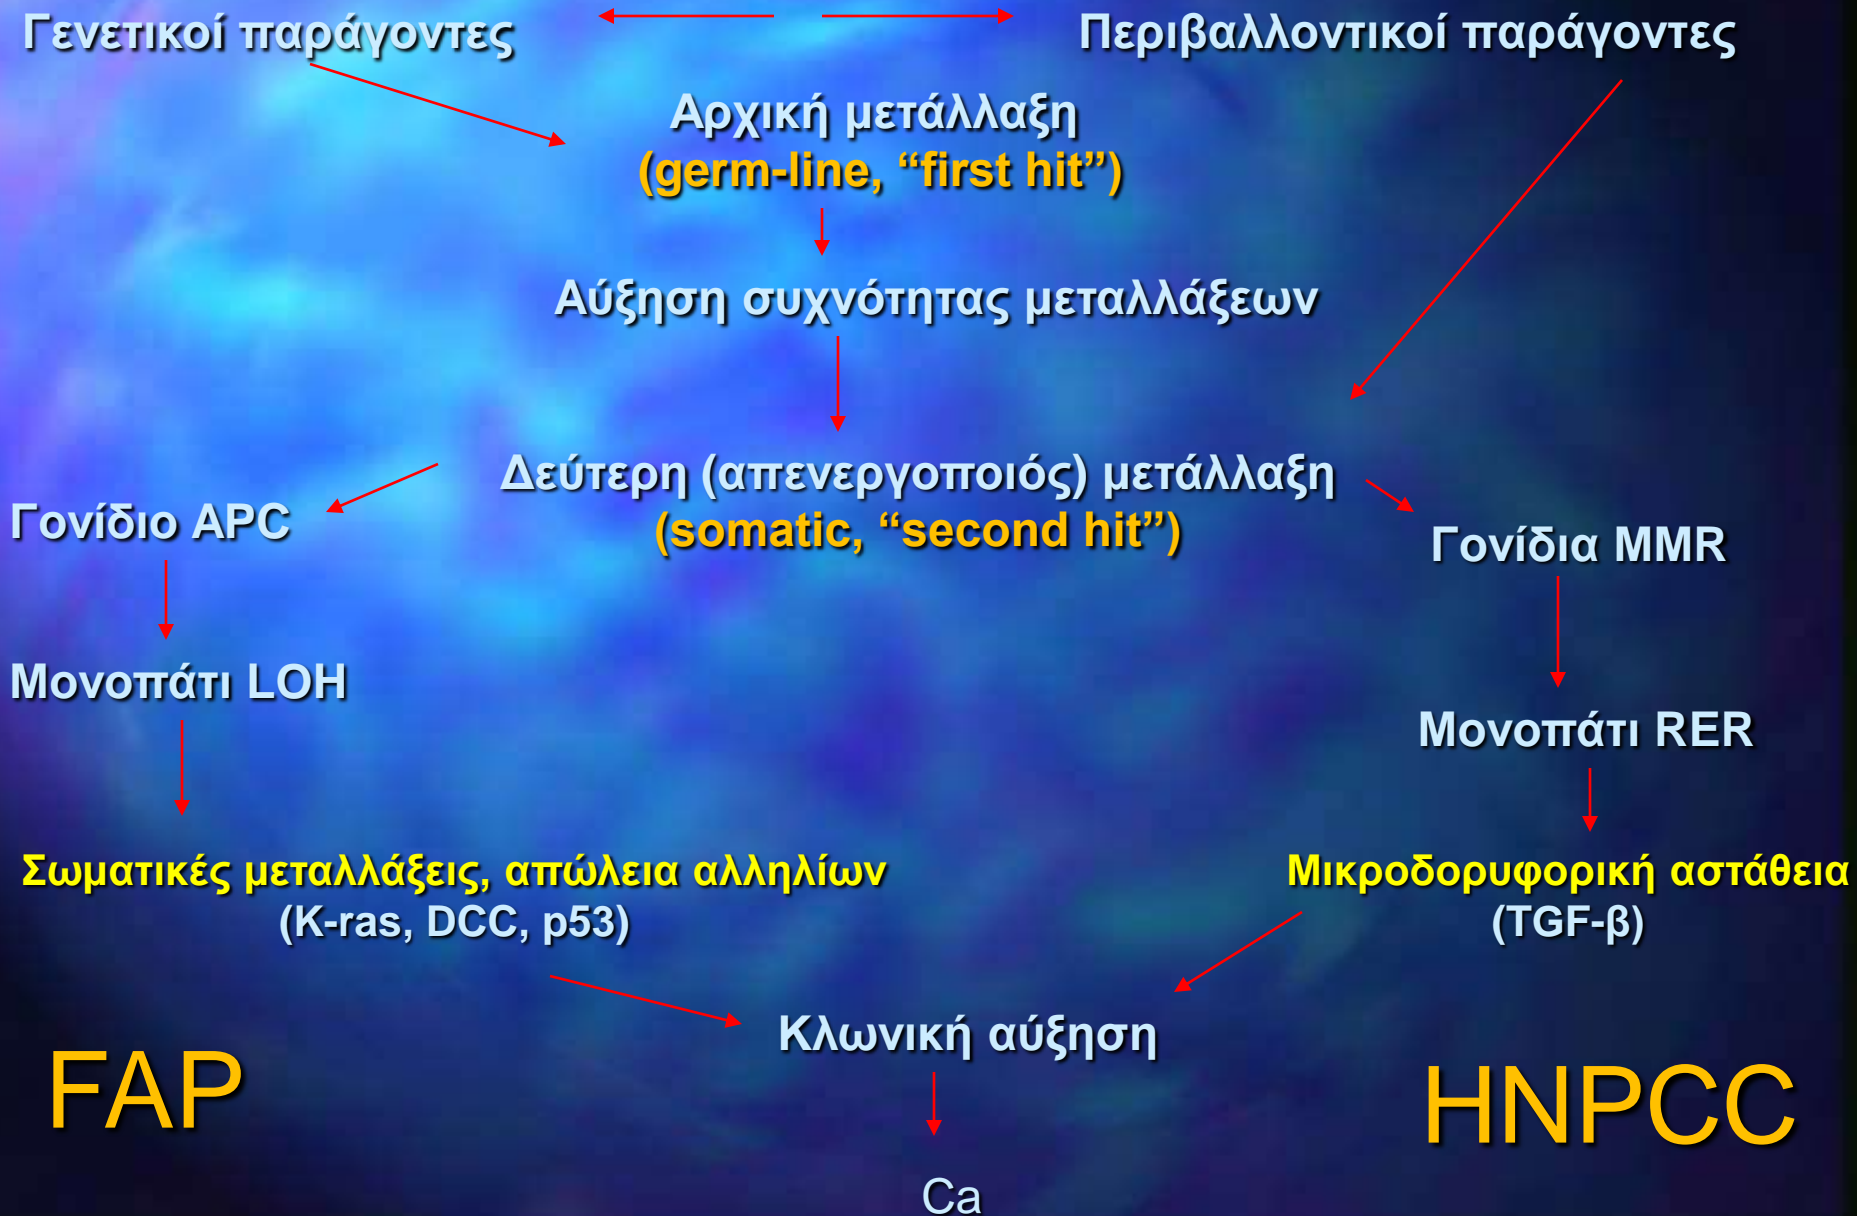 Γενετικοί παράγοντες
Περιβαλλοντικοί παράγοντες
Αρχική μετάλλαξη
(germ-line, “first hit”)
Αύξηση συχνότητας μεταλλάξεων
Δεύτερη (απενεργοποιός) μετάλλαξη
(somatic, “second hit”)
Γονίδιο APC
Γονίδια MMR
Μονοπάτι LOH
Μονοπάτι RER
Σωματικές μεταλλάξεις, απώλεια αλληλίων
(K-ras, DCC, p53)
Μικροδορυφορική αστάθεια
(TGF-β)
Κλωνική αύξηση
FAP
HNPCC
Ca